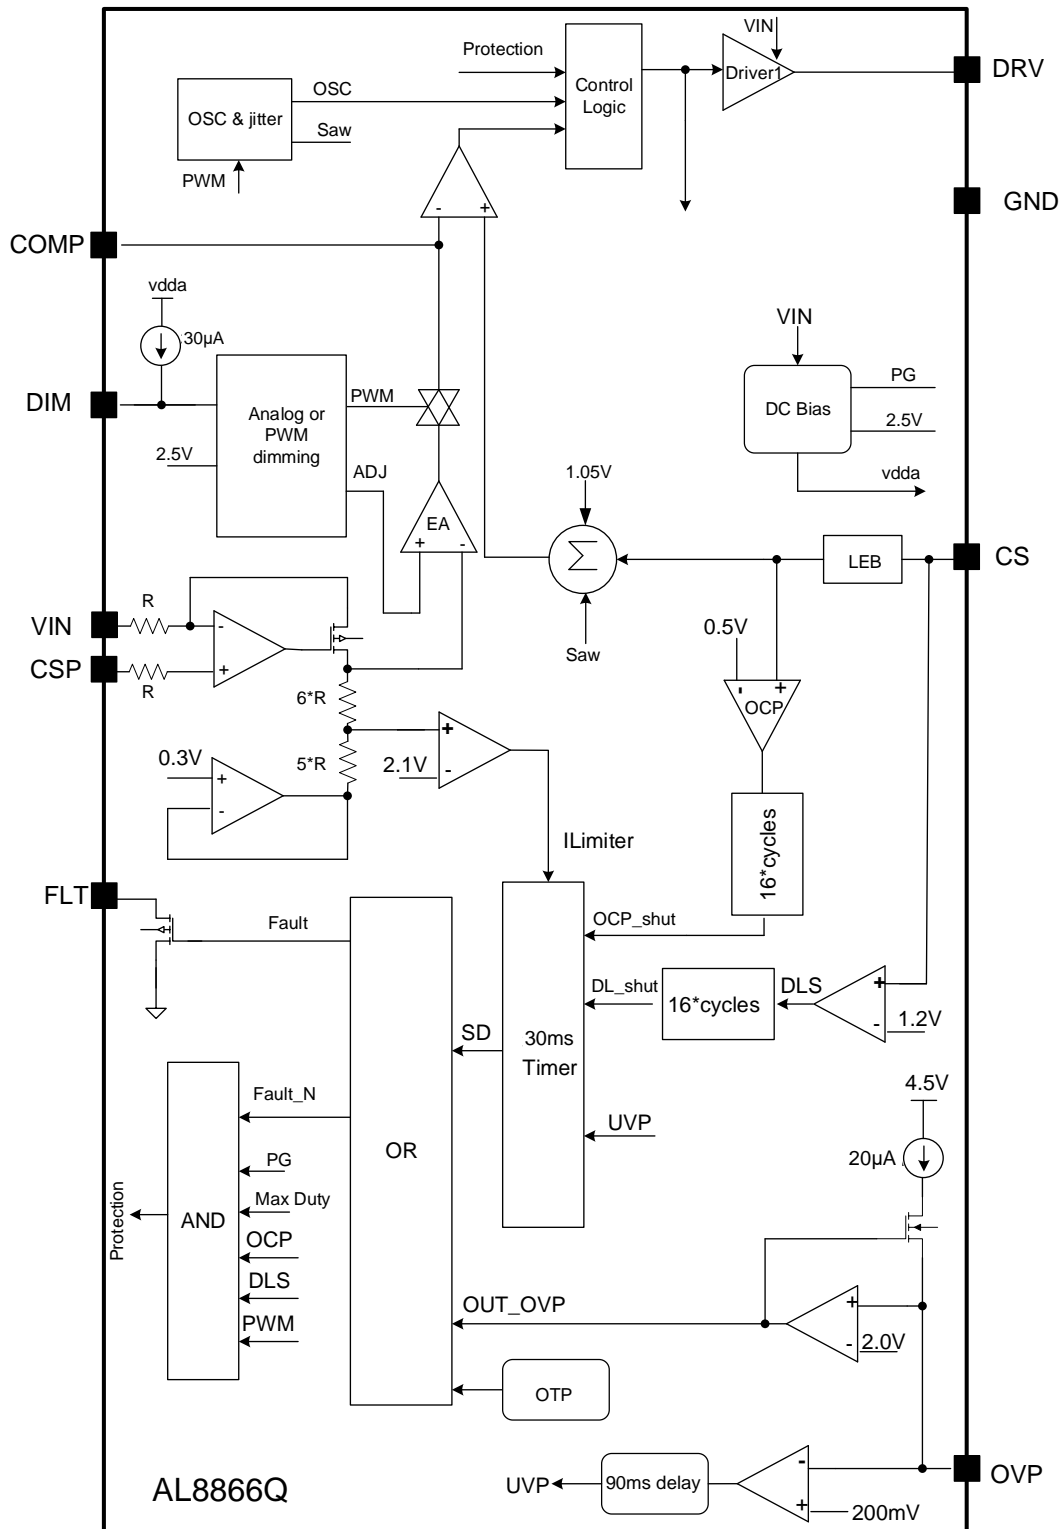 VIN
Protection
DRV
Driver1
Control
Logic
OSC
OSC & jitter
Saw
PWM
GND
-
+
COMP
vdda
30µA
VIN
PG
DC Bias
2.5V
vdda
DIM
PWM
Analog or
PWM
dimming
2.5V
ADJ
1.05V
EA
+
-
Σ
LEB
CS
Saw
VIN
R
-
CSP
+
R
0.5V
-
+
OCP
6*R
5*R
0.3V
+
-
+
2.1V
-
ILimiter
16*cycles
FLT
Fault
OCP_shut
DL_shut
16*cycles
DLS
+
-
1.2V
SD
30ms
Timer
4.5V
Fault_N
UVP
20µA
OR
PG
Max Duty
AND
Protection
OCP
DLS
PWM
OUT_OVP
+
-
2.0V
OTP
AL8866Q
UVP
90ms delay
-
+
200mV
OVP